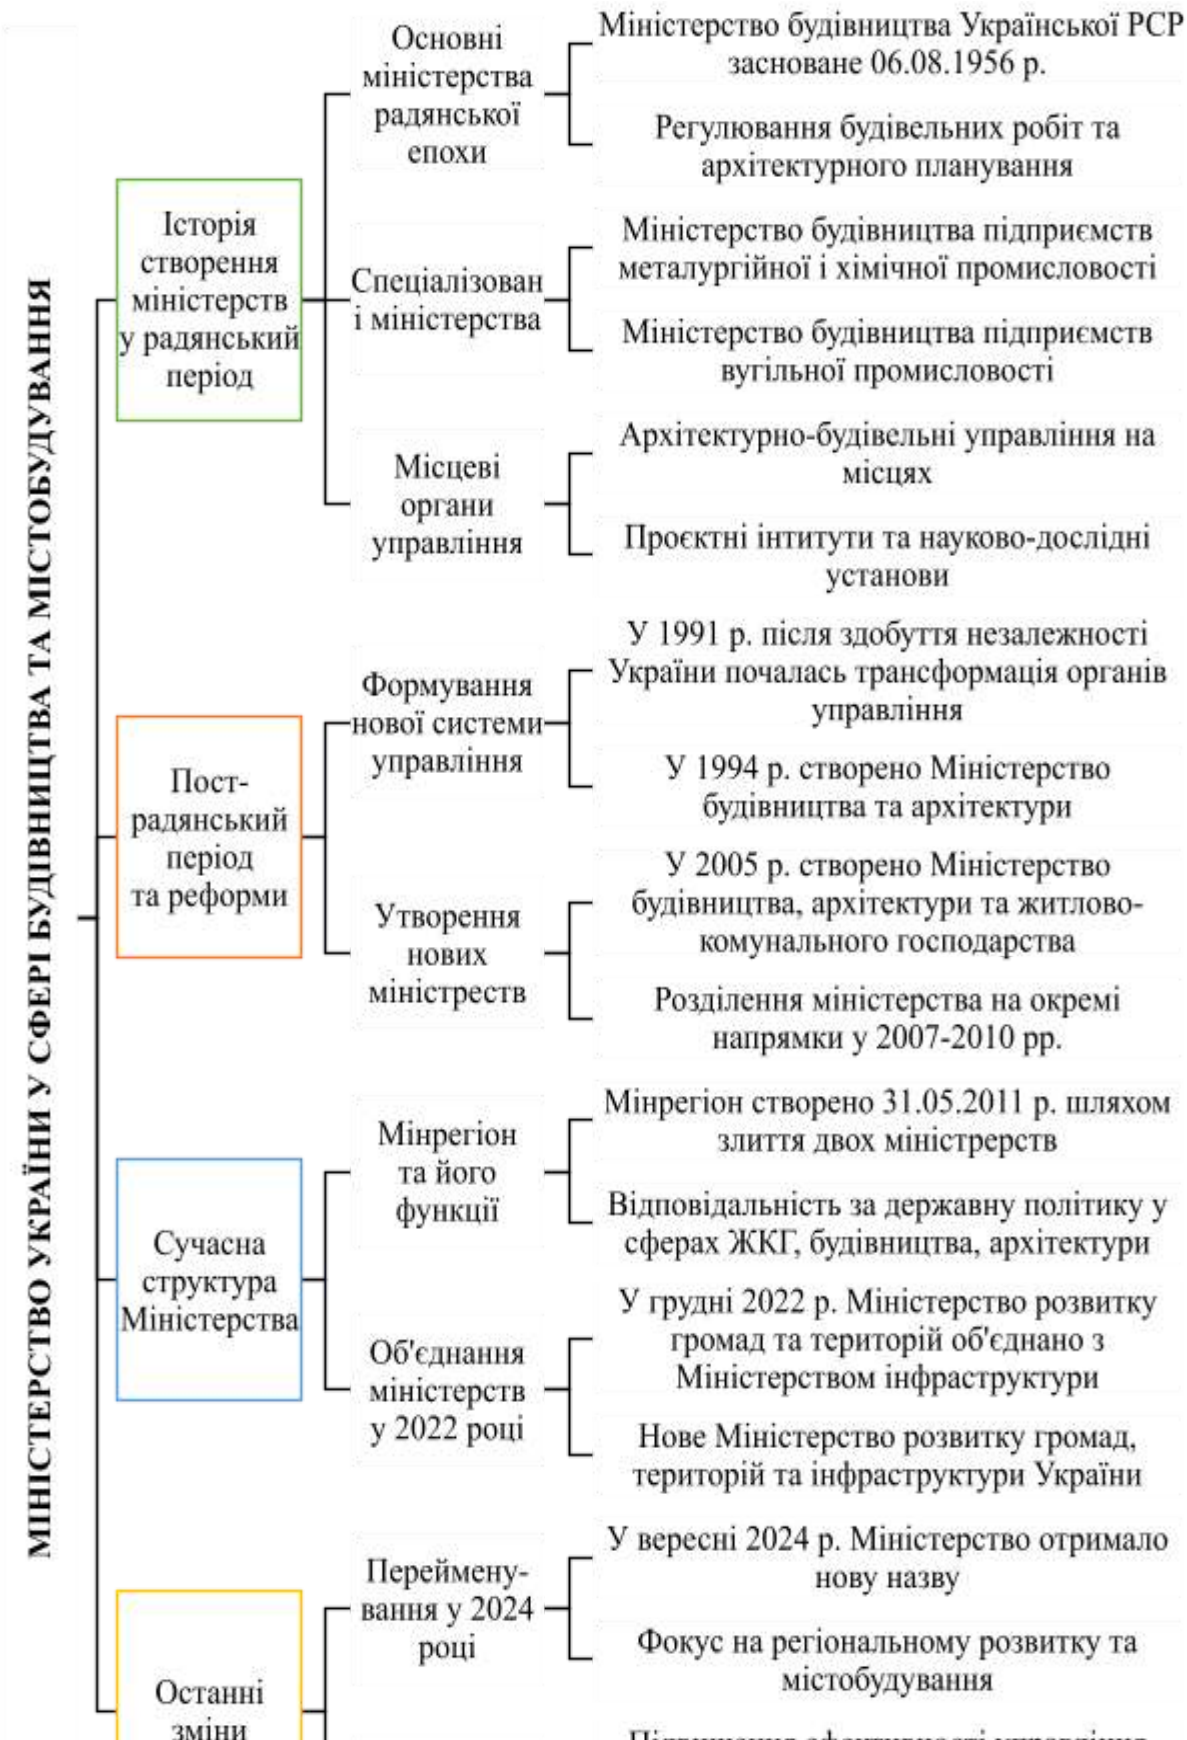 МІНІСТЕРСТВО УКРАЇНИ У СФЕРІ БУДІВНИЦТВА ТА МІСТОБУДУВАННЯ
Історія
створення
міністерств
у радянський
період
Основні
міністерства
радянської
епохи
Міністерство будівництва Української РСР
засноване 06.08.1956 р.
Регулювання будівельних робіт та
архітектурного планування
Спеціалізован
і міністерства
Міністерство будівництва підприємств
металургійної і хімічної промисловості
Міністерство будівництва підприємств
вугільної промисловості
Місцеві
органи
управління
Архітектурно-будівельні управління на
місцях
Проєктні інтитути та науково-дослідні
установи
Пост-
радянський
період
та реформи
Формування
нової системи
управління
У 1991 р. після здобуття незалежності
України почалась трансформація органів
управління
У 1994 р. створено Міністерство
будівництва та архітектури
Утворення
нових
міністреств
У 2005 р. створено Міністерство
будівництва, архітектури та житлово-
комунального господарства
Розділення міністерства на окремі
напрямки у 2007-2010 рр.
Сучасна
структура
Міністерства
Мінрегіон
та його
функції
Мінрегіон створено 31.05.2011 р. шляхом
злиття двох міністрерств
Відповідальність за державну політику у
сферах ЖКГ, будівництва, архітектури
Об'єднання
міністерств
у 2022 році
У грудні 2022 р. Міністерство розвитку
громад та територій об'єднано з
Міністерством інфраструктури
Нове Міністерство розвитку громад,
територій та інфраструктури України
Останні
зміни
Переймену-
вання у 2024
році
У вересні 2024 р. Міністерство отримало
нову назву
Фокус на регіональному розвитку та
містобудування